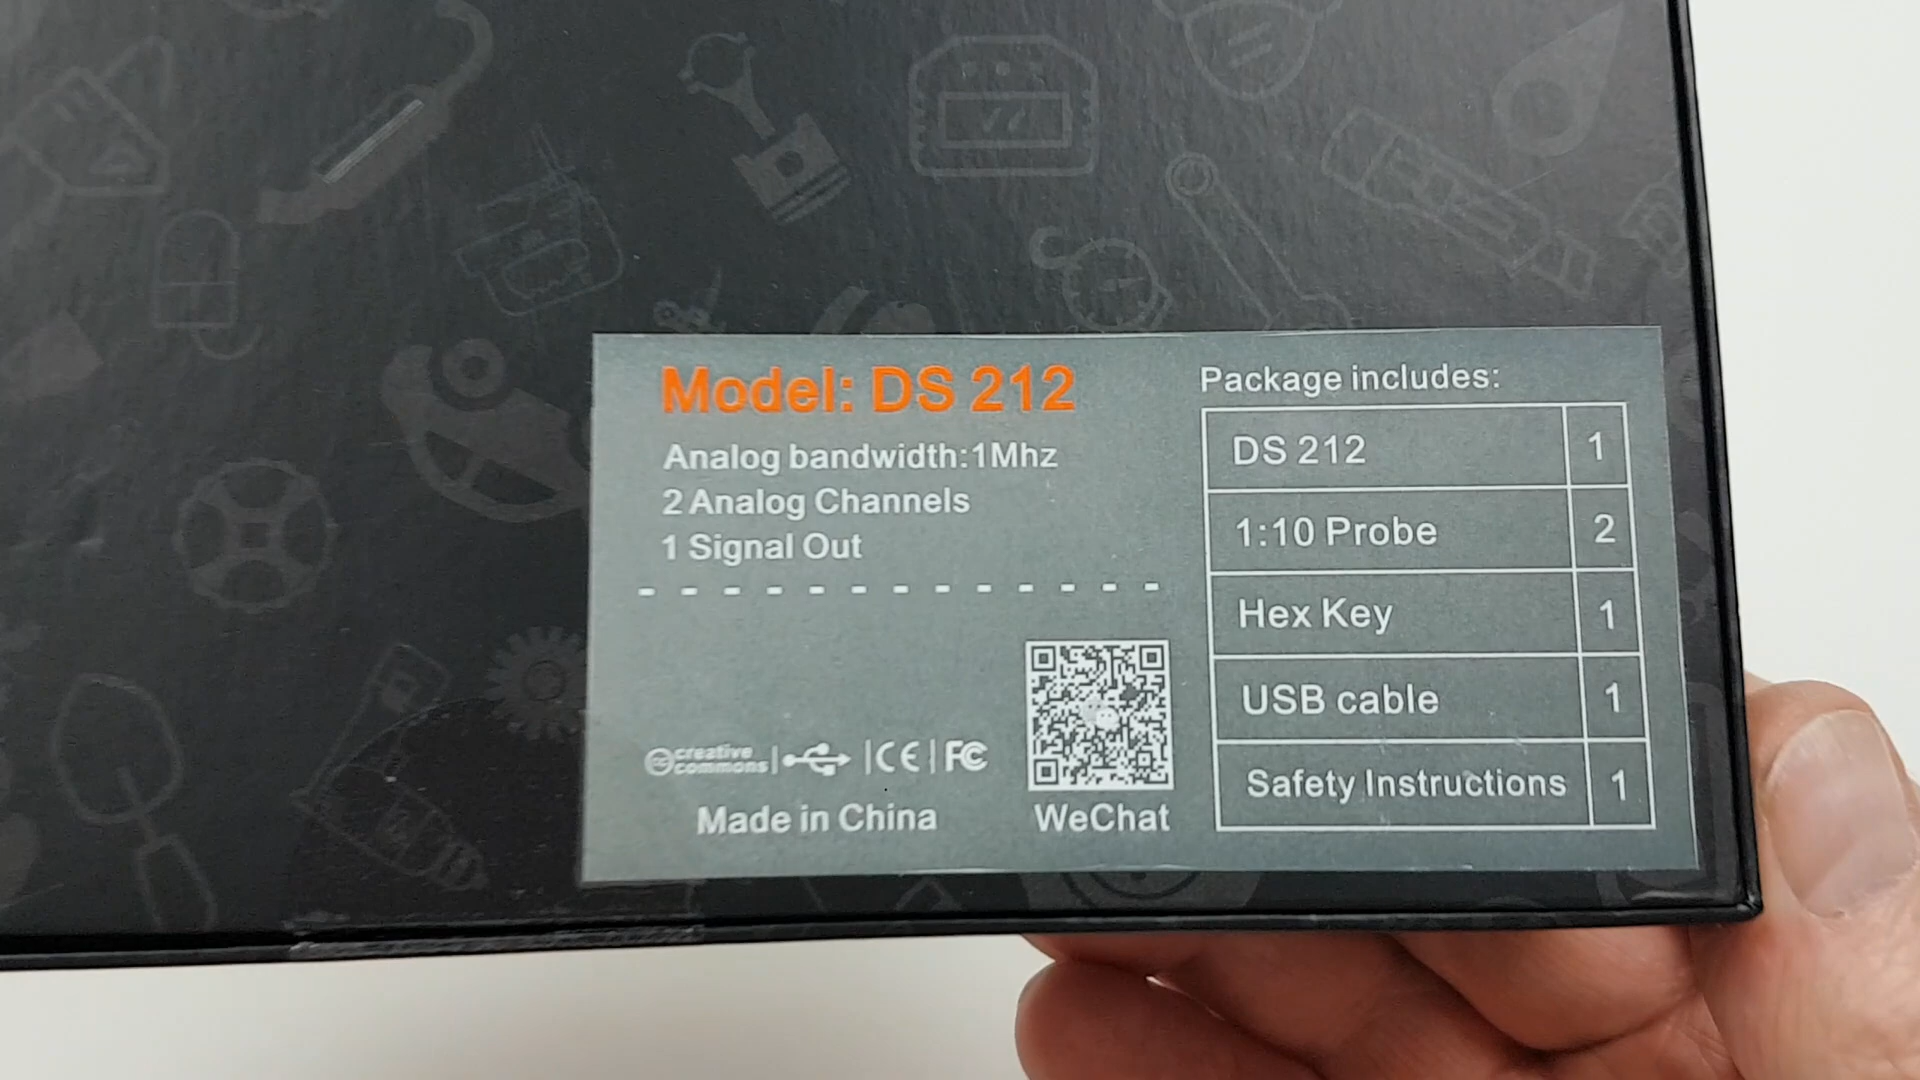 Model: DS 212
Analog bandwidth:1Mhz
2 Analog Channels
1 Signal Out
cc creative commons | CE | FC
Made in China
WeChat
Package includes:
DS 212 1
1:10 Probe 2
Hex Key 1
USB cable 1
Safety Instructions 1